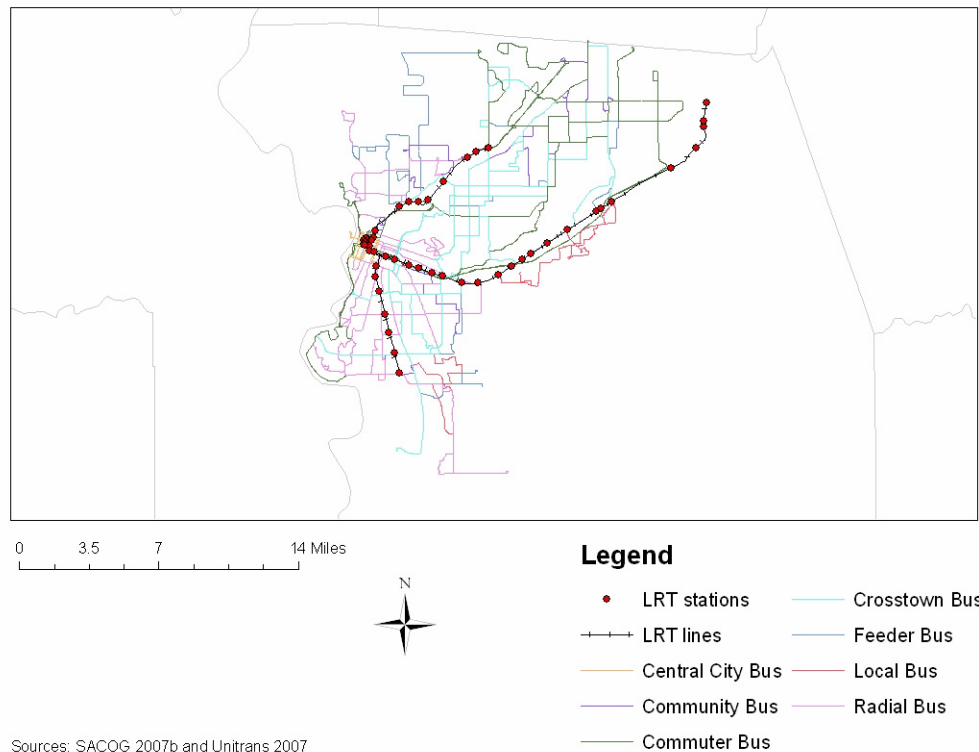 0 3.5 7 14 Miles
N
Legend
LRT stations
LRT lines
Central City Bus
Community Bus
Commuter Bus
Crosstown Bus
Feeder Bus
Local Bus
Radial Bus
Sources: SACOG 2007b and Unitrans 2007